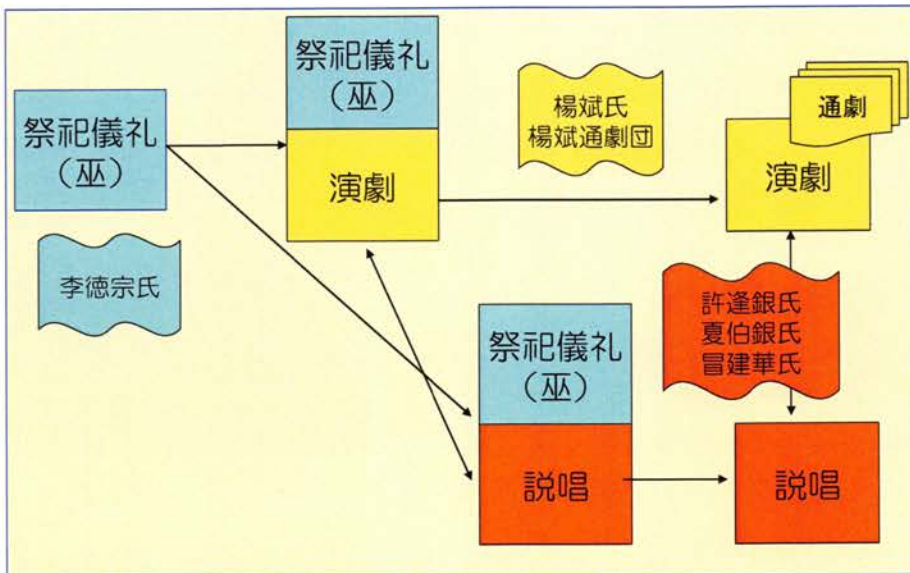 祭祀儀礼
（巫）
李徳宗氏
祭祀儀礼
（巫）
演劇
楊斌氏
楊斌通劇団
通劇
演劇
許逢銀氏
夏伯銀氏
冒建華氏
祭祀儀礼
（巫）
説唱
説唱